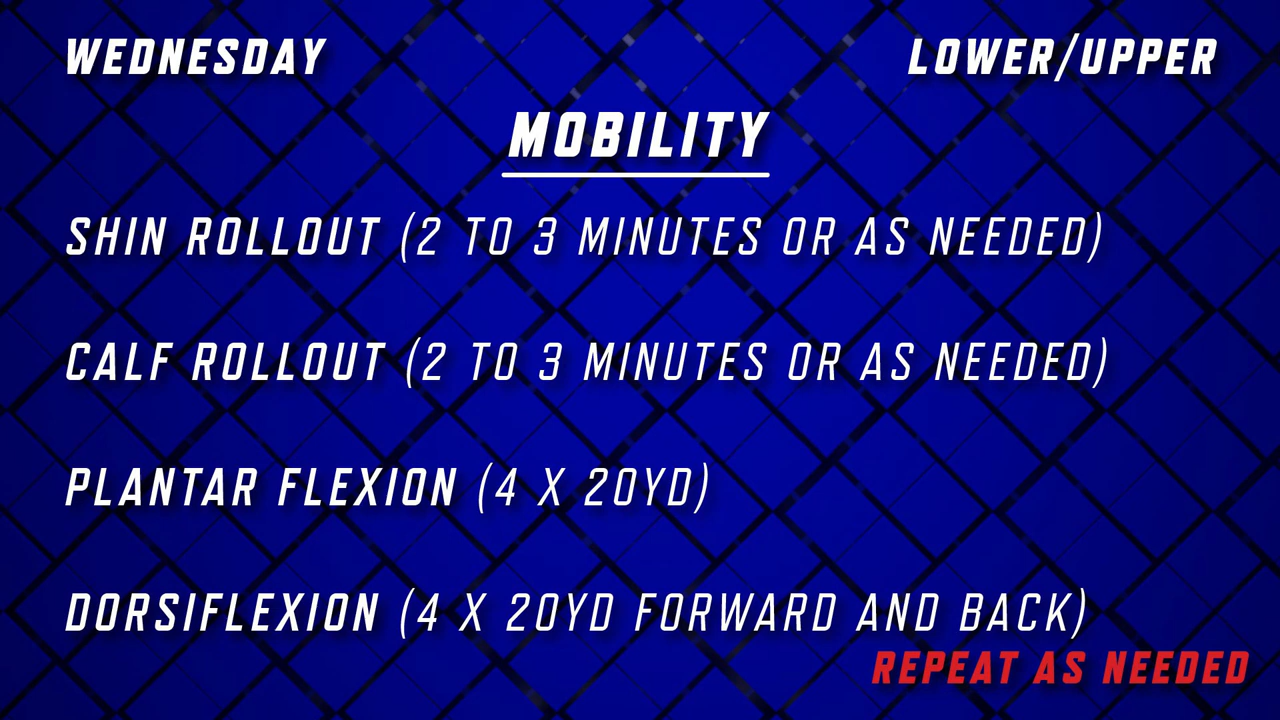 WEDNESDAY
LOWER/UPPER
MOBILITY
SHIN ROLLOUT (2 TO 3 MINUTES OR AS NEEDED)
CALF ROLLOUT (2 TO 3 MINUTES OR AS NEEDED)
PLANTAR FLEXION (4 X 20YD)
DORSIFLEXION (4 X 20YD FORWARD AND BACK)
REPEAT AS NEEDED